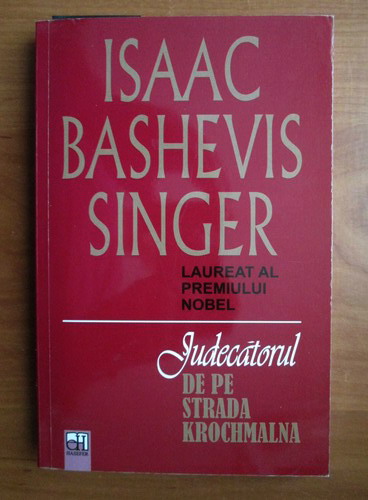 ISAAC
BASHEVIS
SINGER
LAUREAT AL
PREMIULUI
NOBEL
Judecătorul
DE PE
STRADA
KROCHMALNA